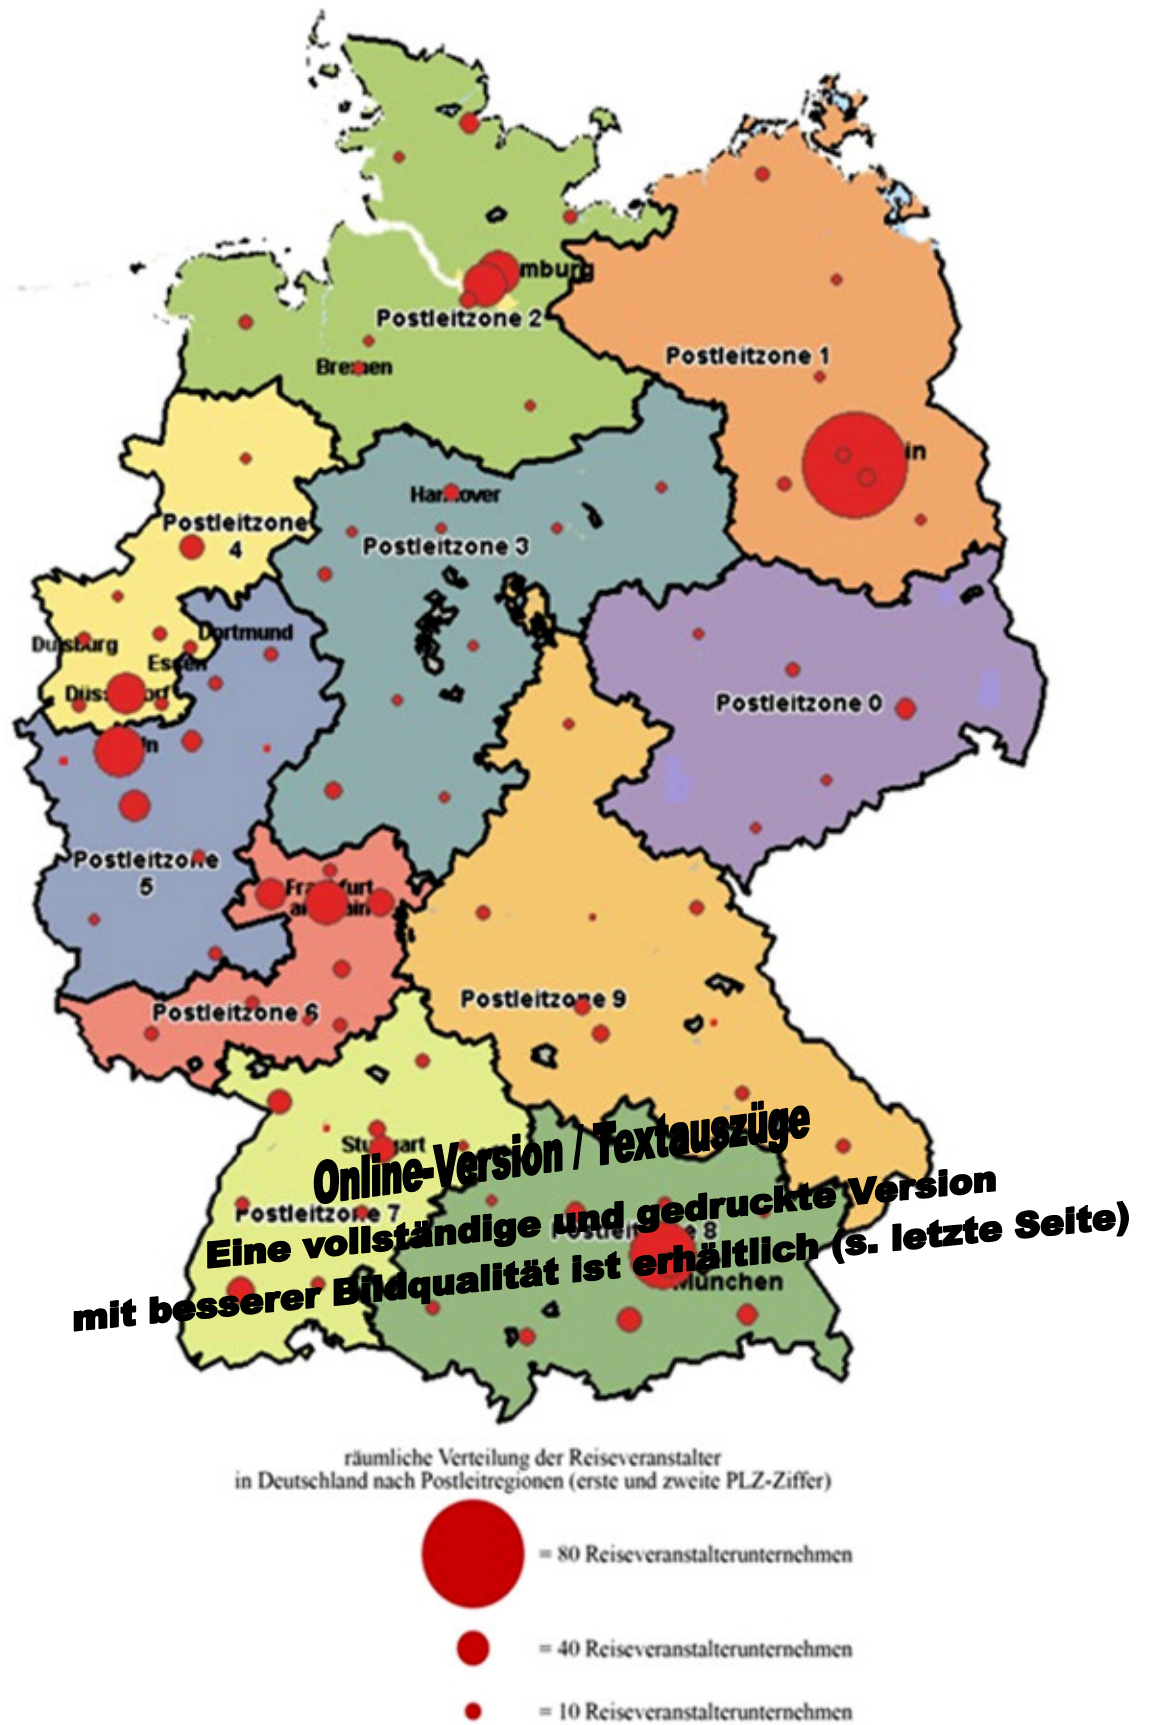 mburg
Postleitzone 2
Bremen
Postleitzone 1
in
Hannover
Postleitzone
4
Postleitzone 3
Duisburg
Dortmund
Essen
Postleitzone 0
Postleitzone
5
Frankfurt
Postleitzone 9
Postleitzone 6
Stuttgart
Online-Version / Textauszüge
Postleitzone 7
Eine vollständige und gedruckte Version
8
mit besserer Bildqualität ist erhältlich (s. letzte Seite)
München
räumliche Verteilung der Reiseveranstalter
in Deutschland nach Postleitregionen (erste und zweite PLZ-Ziffer)
= 80 Reiseveranstalterunternehmen
= 40 Reiseveranstalterunternehmen
= 10 Reiseveranstalterunternehmen